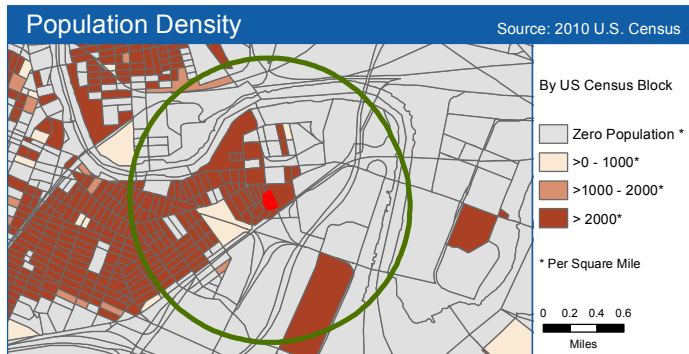 Population Density
Source: 2010 U.S. Census
By US Census Block
Zero Population *
>0 - 1000*
>1000 - 2000*
> 2000*
* Per Square Mile
0 0.2 0.4 0.6
Miles